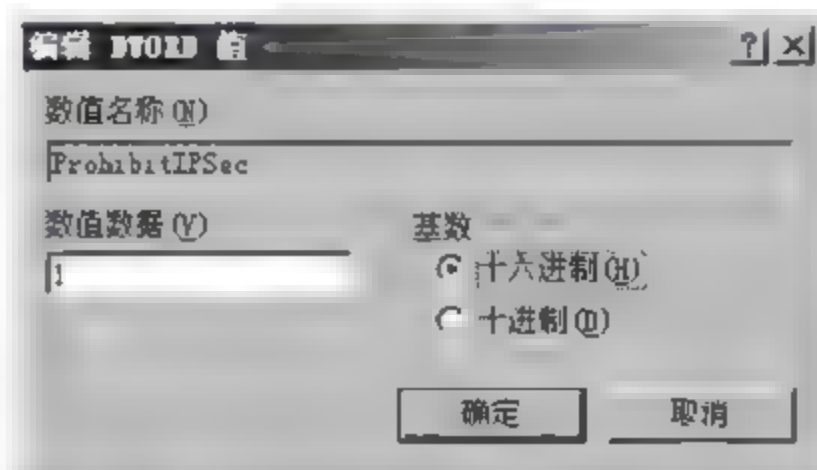 编辑 DWORD 值
数值名称(N)
ProhibitIPSec
数值数据(V)
基数
1
十六进制(H)
十进制(D)
确定
取消